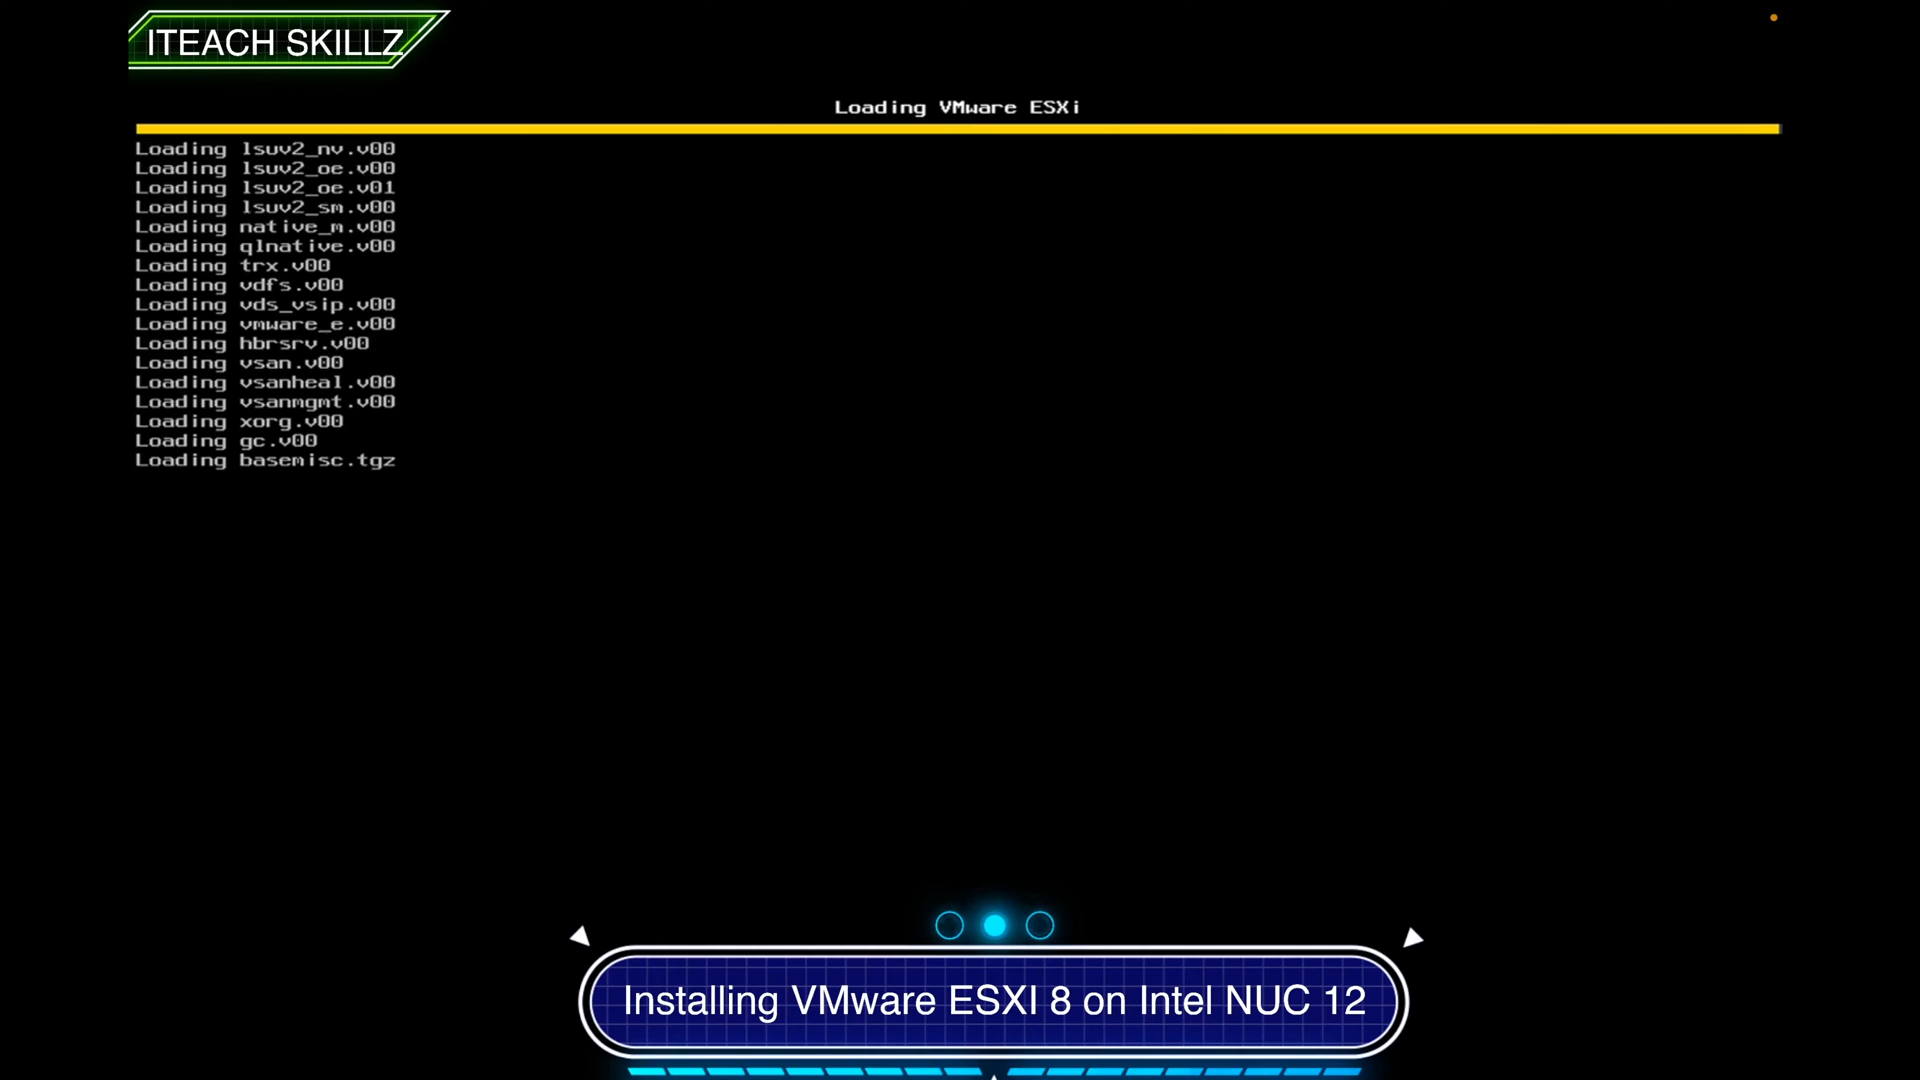 ITEACH SKILLZ
Loading VMware ESXi
Loading lsuv2_nv.v00
Loading lsuv2_oe.v00
Loading lsuv2_oe.v01
Loading lsuv2_sm.v00
Loading native_m.v00
Loading qlnative.v00
Loading trx.v00
Loading vdfs.v00
Loading vds_vsip.v00
Loading vmware_e.v00
Loading hbrsrv.v00
Loading vsan.v00
Loading vsanheal.v00
Loading vsanmgmt.v00
Loading xorg.v00
Loading gc.v00
Loading basemisc.tgz
Installing VMware ESXI 8 on Intel NUC 12